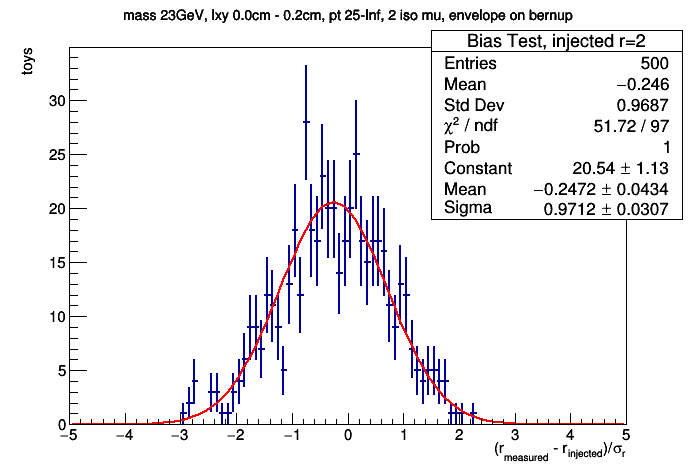 mass 23GeV, lxy 0.0cm - 0.2cm, pt 25-Inf, 2 iso mu, envelope on bernup
toys
Bias Test, injected r=2
Entries 500
Mean −0.246
Std Dev 0.9687
χ² / ndf 51.72 / 97
Prob 1
Constant 20.54 ± 1.13
Mean −0.2472 ± 0.0434
Sigma 0.9712 ± 0.0307
30
25
20
15
10
5
0
−5 −4 −3 −2 −1 0 1 2 3 4 5
(r_measured - r_injected)/σ_r